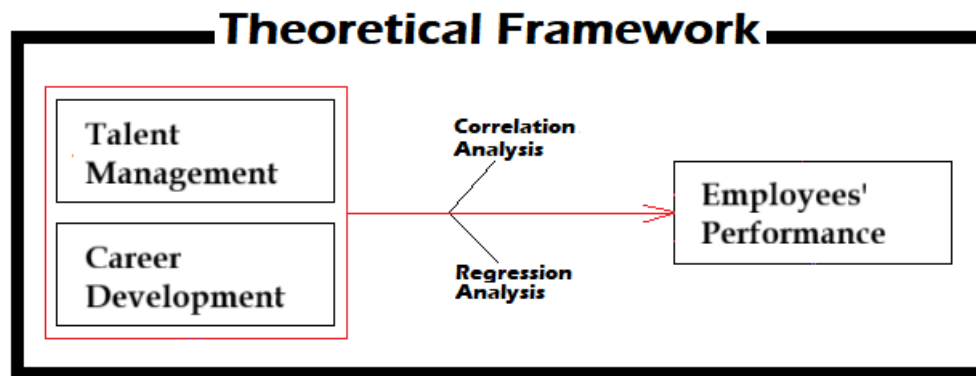 Theoretical Framework
Talent
Management
Correlation
Analysis
Employees'
Performance
Career
Development
Regression
Analysis